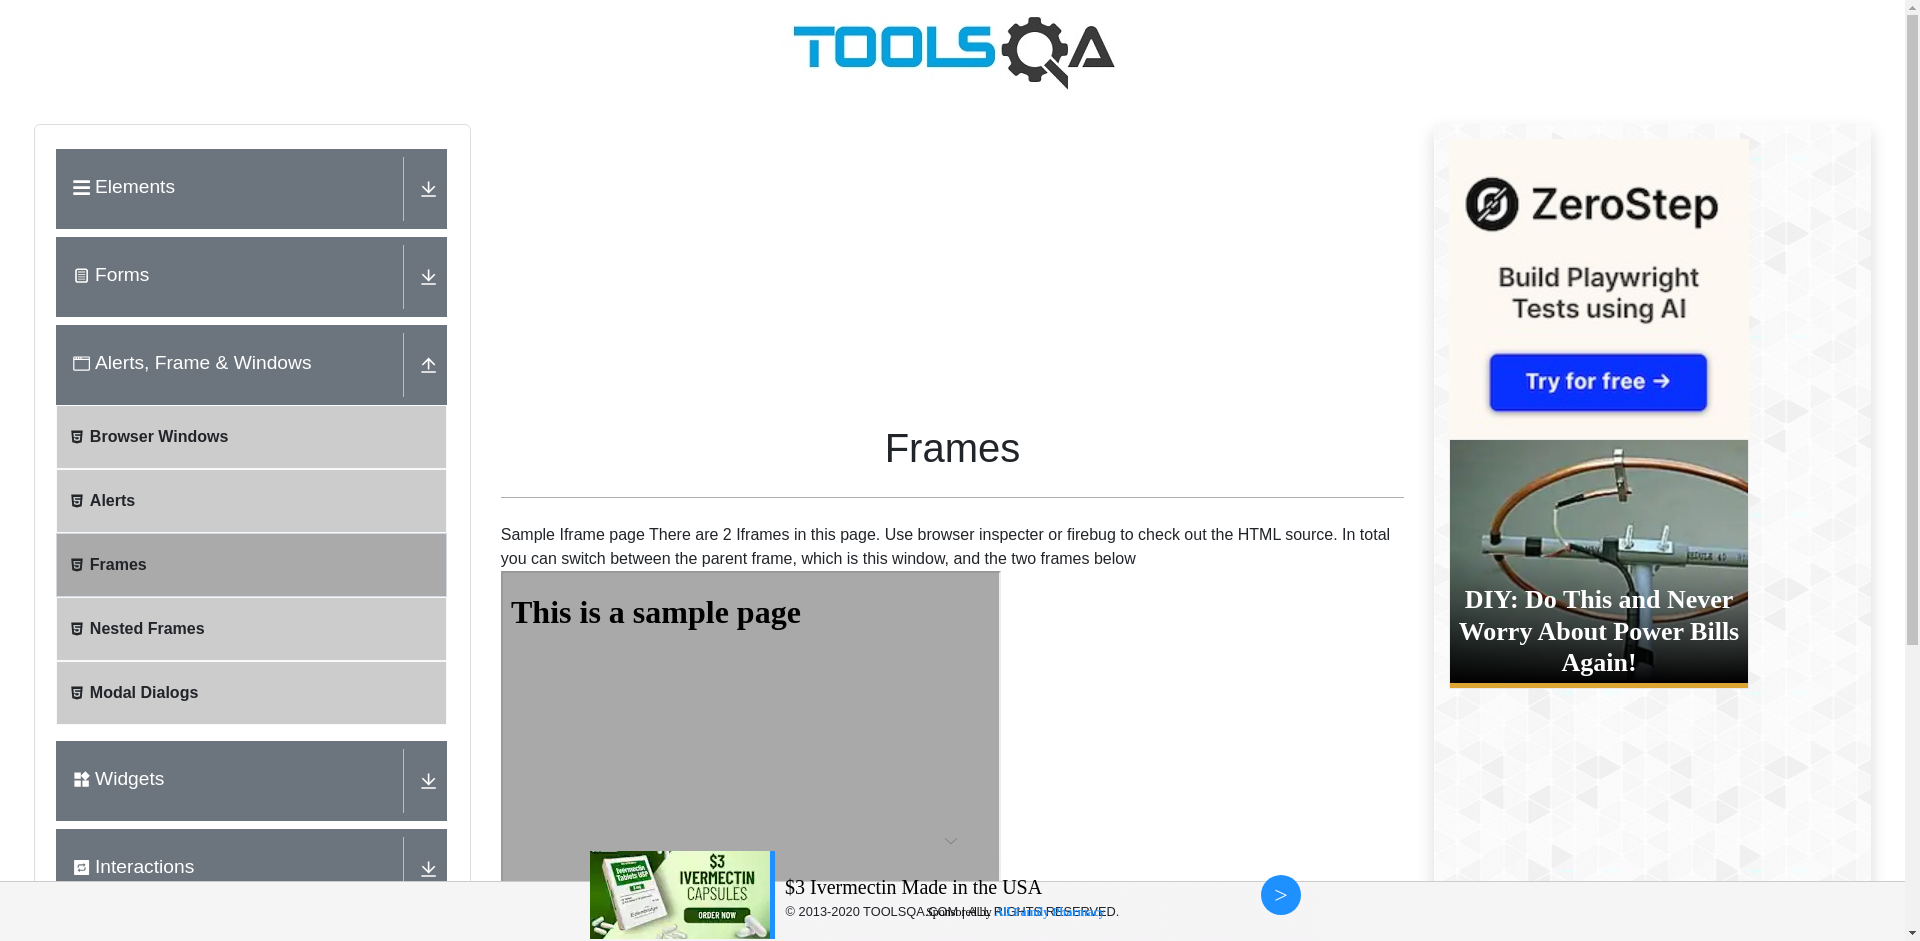 TOOLSQA
Elements
Forms
Alerts, Frame & Windows
Browser Windows
Alerts
Frames
Nested Frames
Modal Dialogs
Widgets
Interactions
Frames
Sample Iframe page There are 2 Iframes in this page. Use browser inspector or firebug to check out the HTML source. In total
you can switch between the parent frame, which is this window, and the two frames below
This is a sample page
ZeroStep
Build Playwright
Tests using AI
Try for free →
DIY: Do This and Never
Worry About Power Bills
Again!
$3
IVERMECTIN
CAPSULES
ORDER NOW
Ivermectin
Tablets USP
$3 Ivermectin Made in the USA
>
© 2013-2020 TOOLSQA.COM | ALL RIGHTS RESERVED.